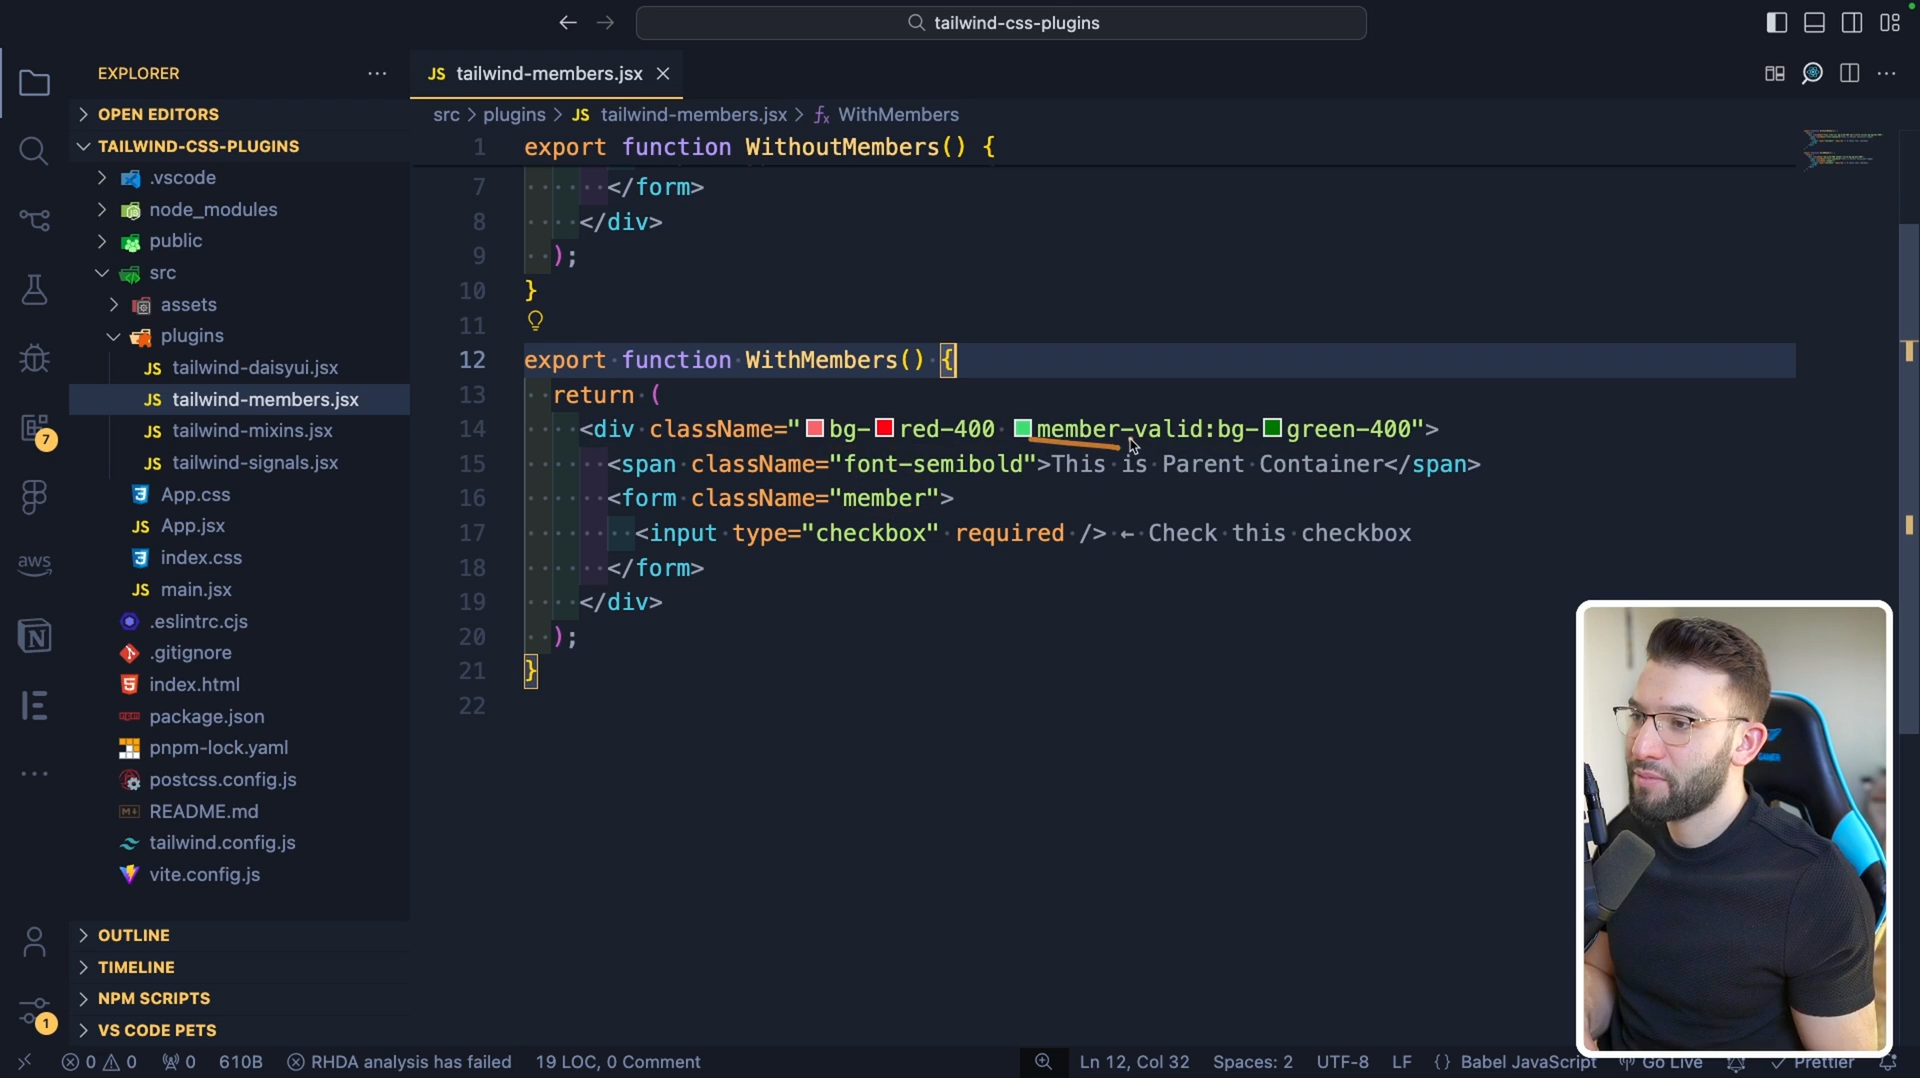 tailwind-css-plugins
EXPLORER
OPEN EDITORS
TAILWIND-CSS-PLUGINS
.vscode
node_modules
public
src
assets
plugins
JS tailwind-daisyui.jsx
JS tailwind-members.jsx
JS tailwind-mixins.jsx
JS tailwind-signals.jsx
App.css
JS App.jsx
index.css
JS main.jsx
.eslintrc.cjs
.gitignore
index.html
package.json
pnpm-lock.yaml
postcss.config.js
README.md
tailwind.config.js
vite.config.js
OUTLINE
TIMELINE
NPM SCRIPTS
VS CODE PETS
7
aws
N
1
JS tailwind-members.jsx
src > plugins > JS tailwind-members.jsx > WithMembers
1 export function WithoutMembers() {
7 </form>
8 </div>
9 );
10 }
11
12 export function WithMembers() {
13 return (
14 <div className="bg-red-400 member-valid:bg-green-400">
15 <span className="font-semibold">This is Parent Container</span>
16 <form className="member">
17 <input type="checkbox" required /> ← Check this checkbox
18 </form>
19 </div>
20 );
21 }
22
0 0 0 610B RHDA analysis has failed 19 LOC, 0 Comment Ln 12, Col 32 Spaces: 2 UTF-8 LF {} Babel JavaScript Go Live Prettier